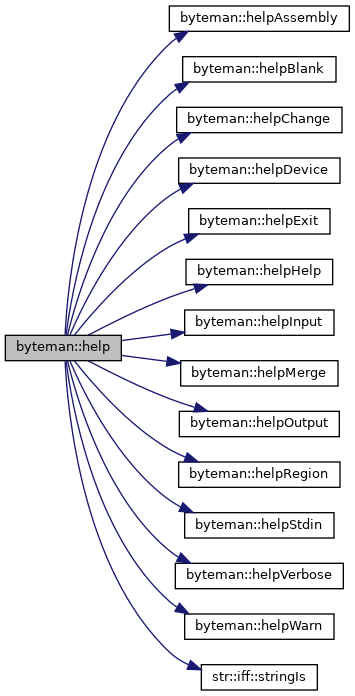 byteman::help
byteman::helpAssembly
byteman::helpBlank
byteman::helpChange
byteman::helpDevice
byteman::helpExit
byteman::helpHelp
byteman::helpInput
byteman::helpMerge
byteman::helpOutput
byteman::helpRegion
byteman::helpStdin
byteman::helpVerbose
byteman::helpWarn
str::iff::stringIs